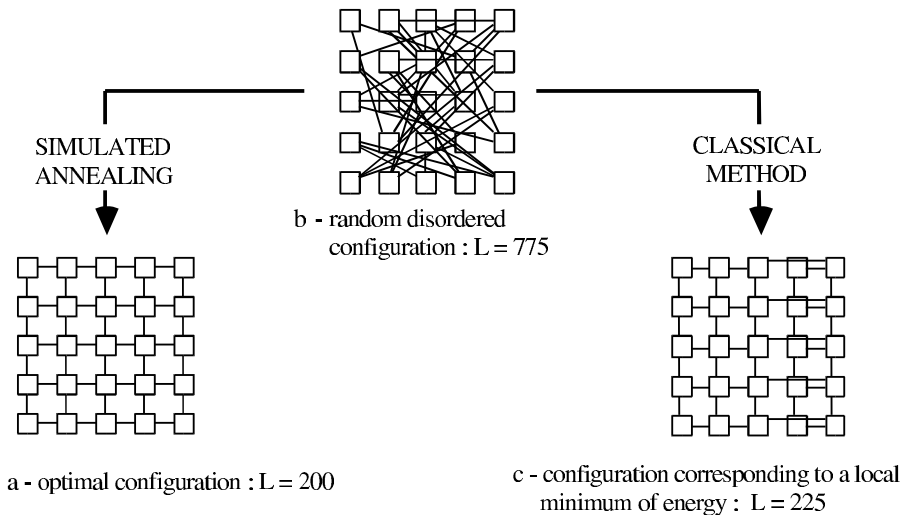 SIMULATED
ANNEALING
CLASSICAL
METHOD
b - random disordered
configuration : L = 775
a - optimal configuration : L = 200
c - configuration corresponding to a local
minimum of energy : L = 225